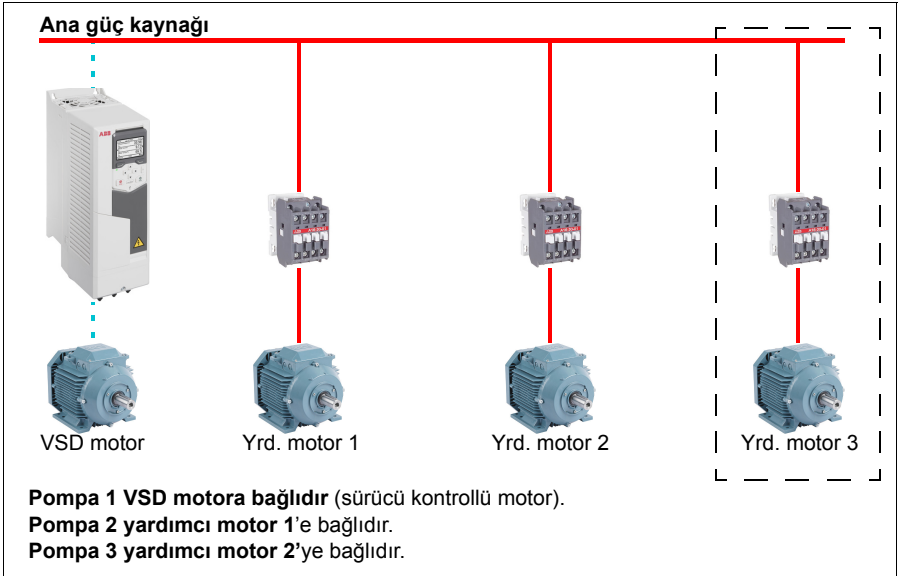 Ana güç kaynağı
ABB
VSD motor
Yrd. motor 1
Yrd. motor 2
Yrd. motor 3
Pompa 1 VSD motora bağlıdır (sürücü kontrollü motor).
Pompa 2 yardımcı motor 1’e bağlıdır.
Pompa 3 yardımcı motor 2’ye bağlıdır.